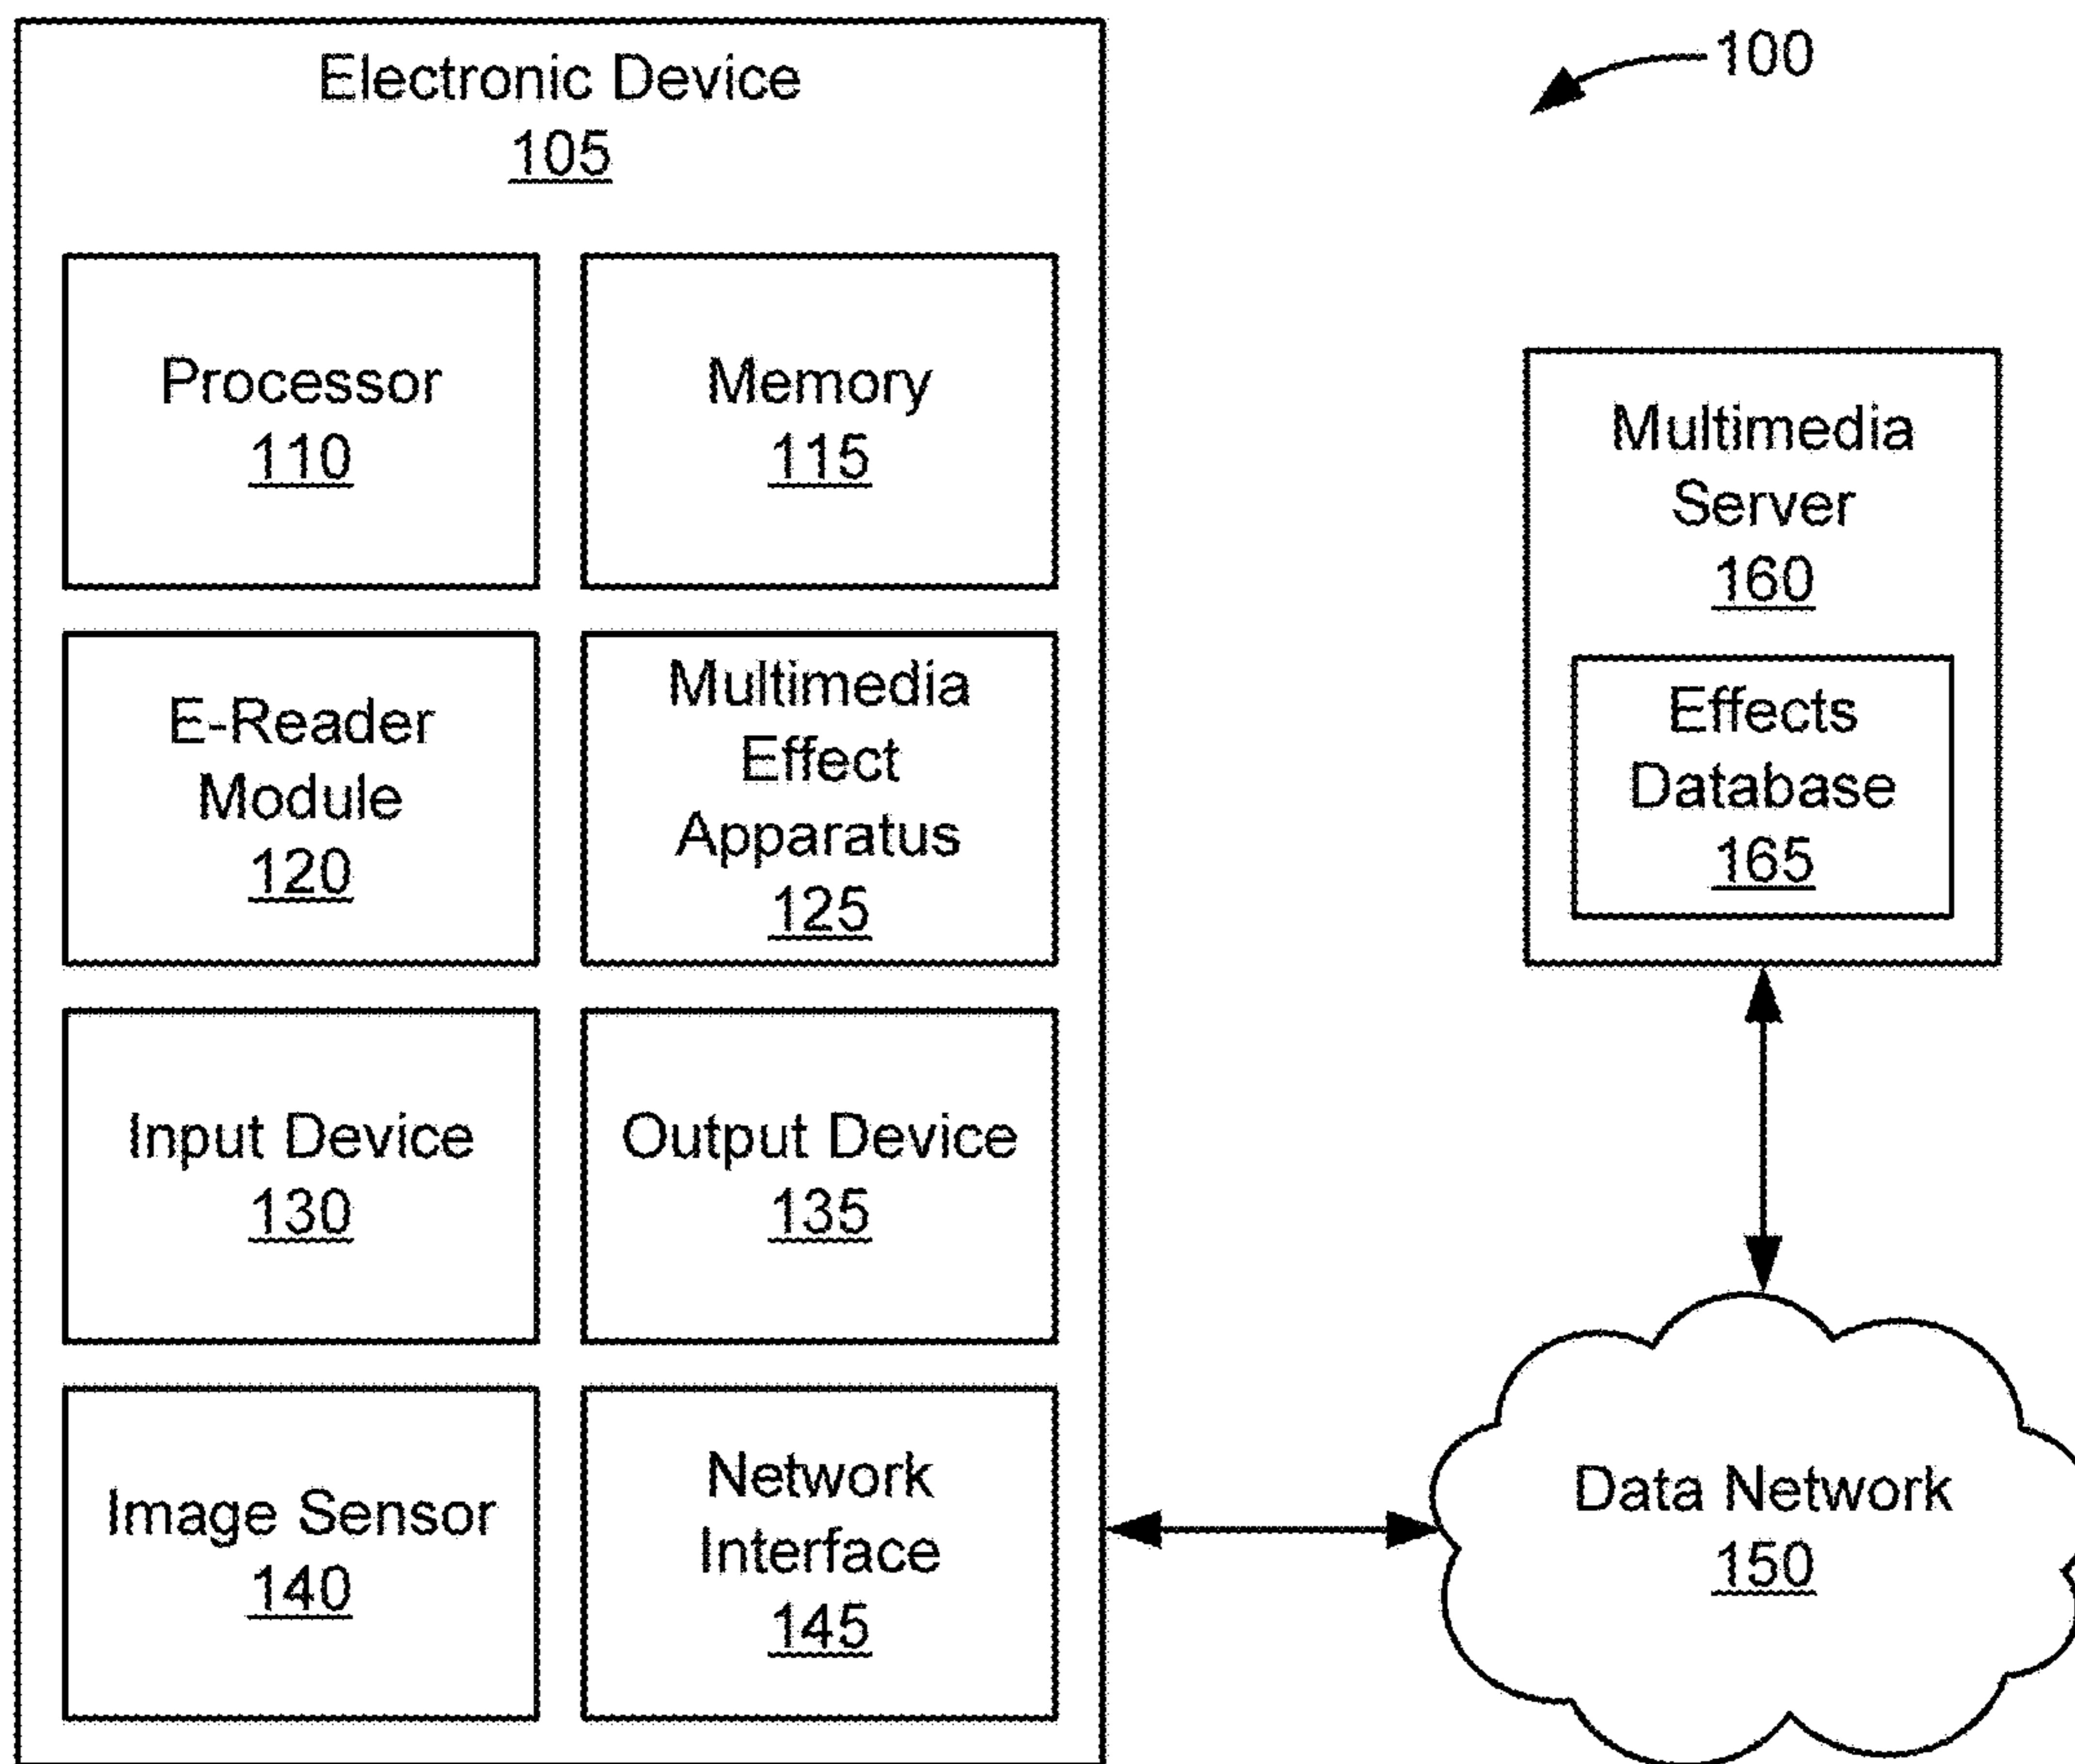 Electronic Device
105
100
Processor
110
Memory
115
Multimedia
Server
160
Effects
Database
165
E-Reader
Module
120
Multimedia
Effect
Apparatus
125
Input Device
130
Output Device
135
Image Sensor
140
Network
Interface
145
Data Network
150